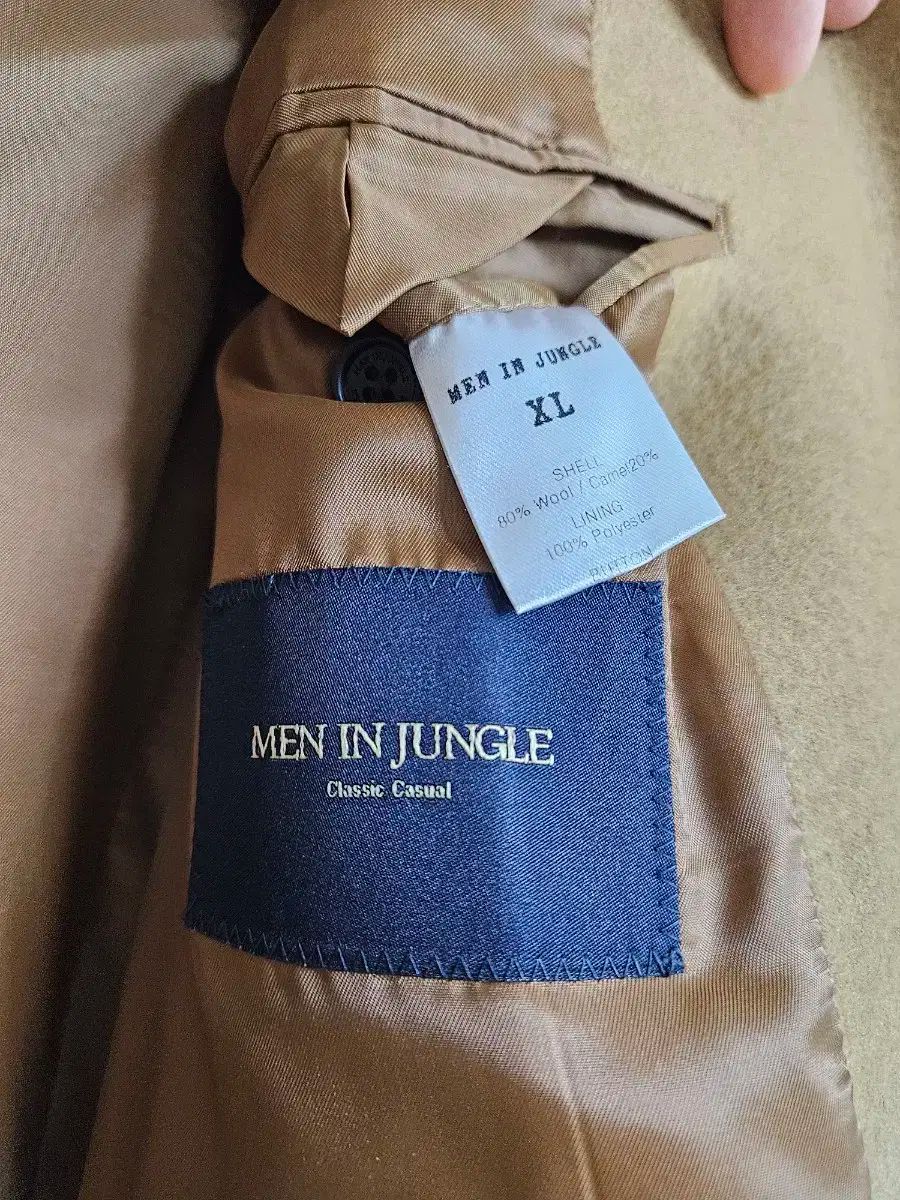 MEN IN JUNGLE
XL
SHELL
80% Wool / Camel20%
LINING
100% Polyester
BUTTON
MEN IN JUNGLE
Classic Casual